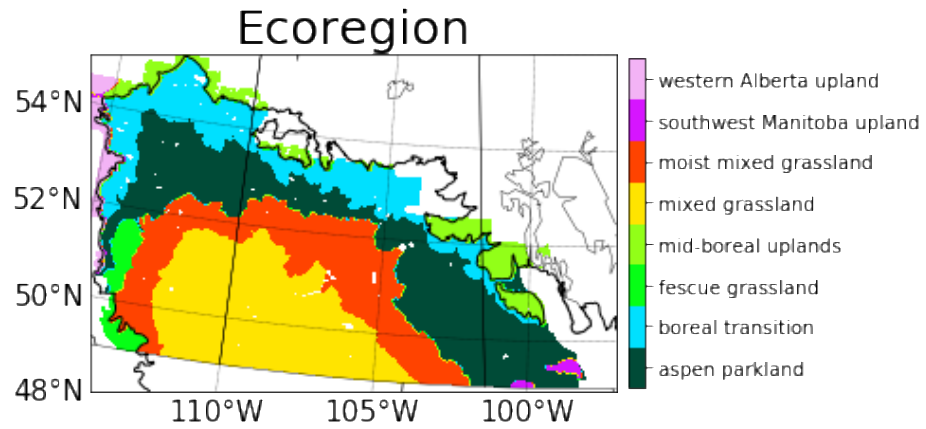 Ecoregion
54°N
52°N
50°N
48°N
110°W
105°W
100°W
western Alberta upland
southwest Manitoba upland
moist mixed grassland
mixed grassland
mid-boreal uplands
fescue grassland
boreal transition
aspen parkland